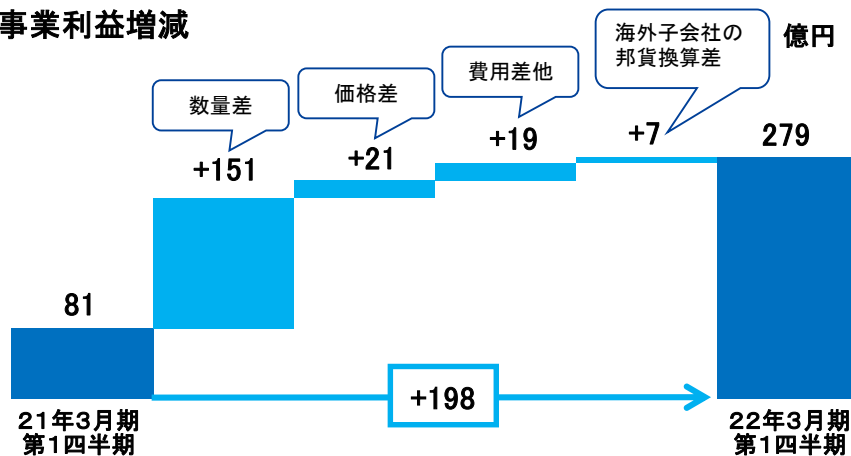 事業利益増減
億円
数量差
+151
価格差
+21
費用差他
+19
海外子会社の
邦貨換算差
+7
81
279
+198
21年3月期
第1四半期
22年3月期
第1四半期